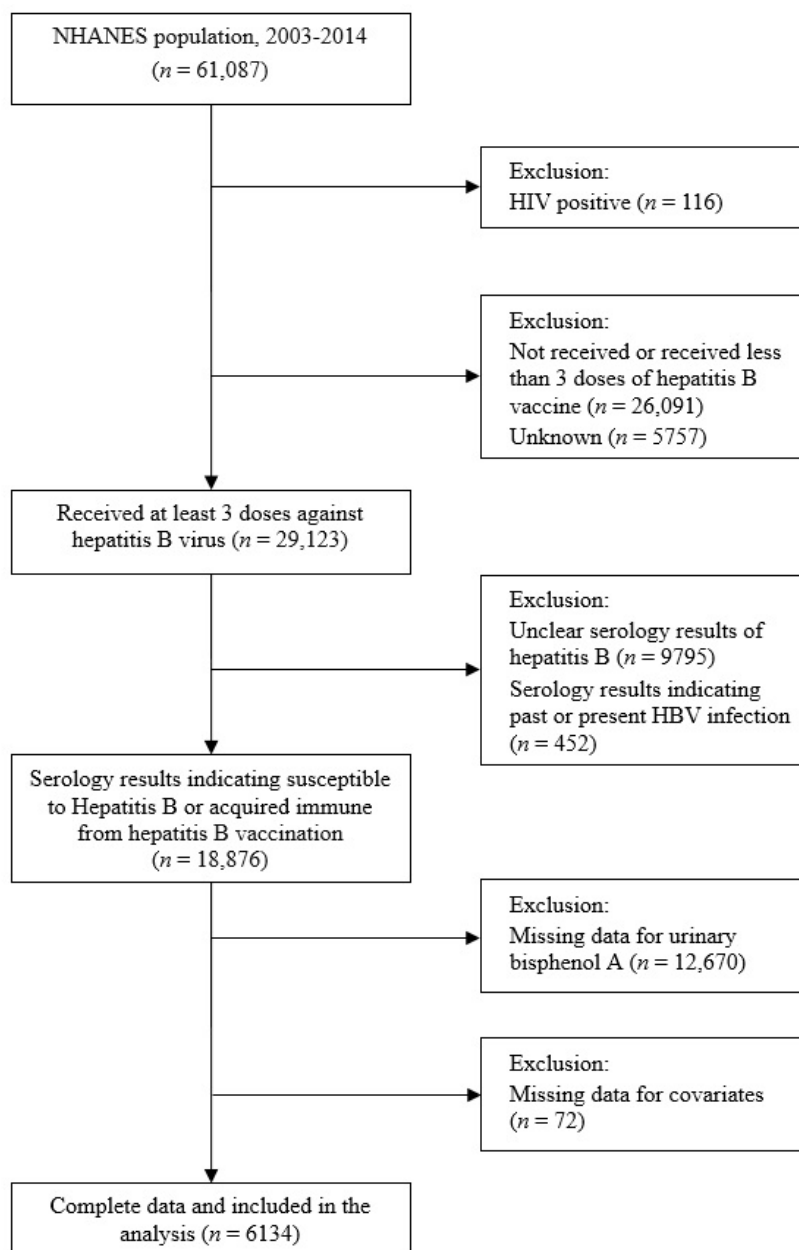 NHANES population, 2003-2014
(n = 61,087)
Exclusion:
HIV positive (n = 116)
Exclusion:
Not received or received less
than 3 doses of hepatitis B
vaccine (n = 26,091)
Unknown (n = 5757)
Received at least 3 doses against
hepatitis B virus (n = 29,123)
Exclusion:
Unclear serology results of
hepatitis B (n = 9795)
Serology results indicating
past or present HBV infection
(n = 452)
Serology results indicating susceptible
to Hepatitis B or acquired immune
from hepatitis B vaccination
(n = 18,876)
Exclusion:
Missing data for urinary
bisphenol A (n = 12,670)
Exclusion:
Missing data for covariates
(n = 72)
Complete data and included in the
analysis (n = 6134)